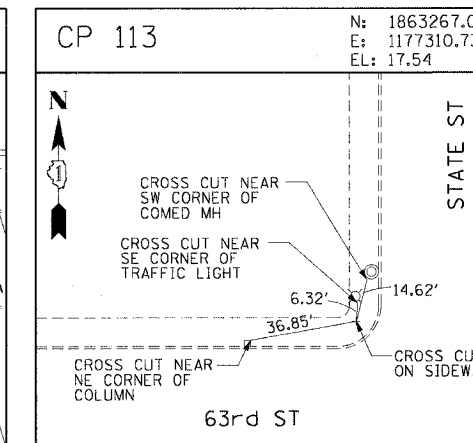 CP 113
N: 1863267.0
E: 1177310.73
EL: 17.54
N
1
STATE ST
CROSS CUT NEAR
SW CORNER OF
COMED MH
CROSS CUT NEAR
SE CORNER OF
TRAFFIC LIGHT
6.32'
14.62'
36.85'
CROSS CUT NEAR
NE CORNER OF
COLUMN
CROSS CU
ON SIDEW
63rd ST